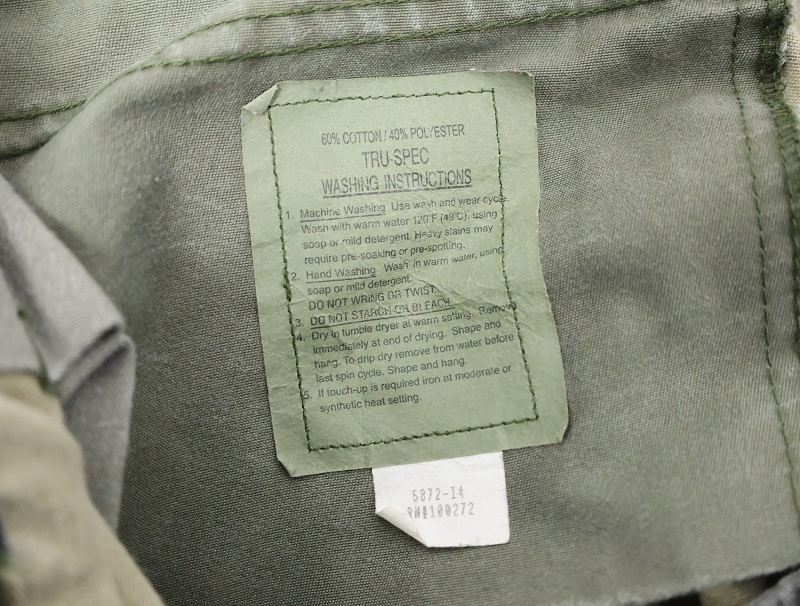 60% COTTON / 40% POLYESTER
TRU-SPEC
WASHING INSTRUCTIONS
1. Machine Washing Use wash and wear cycle.
Wash with warm water 120°F (49°C), using
soap or mild detergent. Heavy stains may
require pre-soaking or pre-spotting.
2. Hand Washing Wash in warm water, using
soap or mild detergent.
DO NOT WRING OR TWIST.
3. DO NOT STARCH OR BLEACH.
4. Dry in tumble dryer at warm setting. Remove
immediately at end of drying. Shape and
hang. To drip dry remove from water before
last spin cycle. Shape and hang.
5. If touch-up is required iron at moderate or
synthetic heat setting.
5872-I4
RN#100272